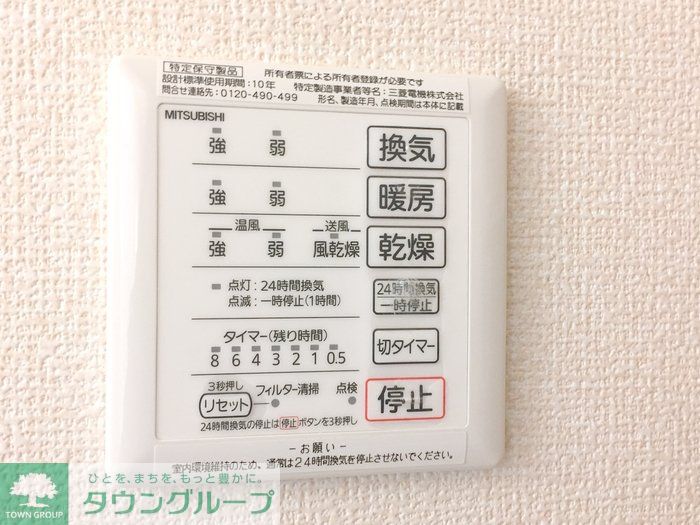 特定保守製品 所有者票による所有者登録が必要です
設計標準使用期間:10年 特定製造事業者等名:三菱電機株式会社
問合せ連絡先:0120-490-499 形名、製造年月、点検期間は本体に記載
MITSUBISHI
強 弱 換気
強 弱 暖房
温風 送風
強 弱 風乾燥 乾燥
点灯:24時間換気
点滅:一時停止(1時間)
24時間換気
一時停止
タイマー(残り時間)
8 6 4 3 2 1 0.5
切タイマー
3秒押し
リセット フィルター清掃 点検
停止
24時間換気の停止は停止ボタンを3秒押し
-お願い-
室内環境維持のため、通常は24時間換気を停止させないでください。
ひとを、まちを、もっと豊かに。
タウングループ
TOWN GROUP